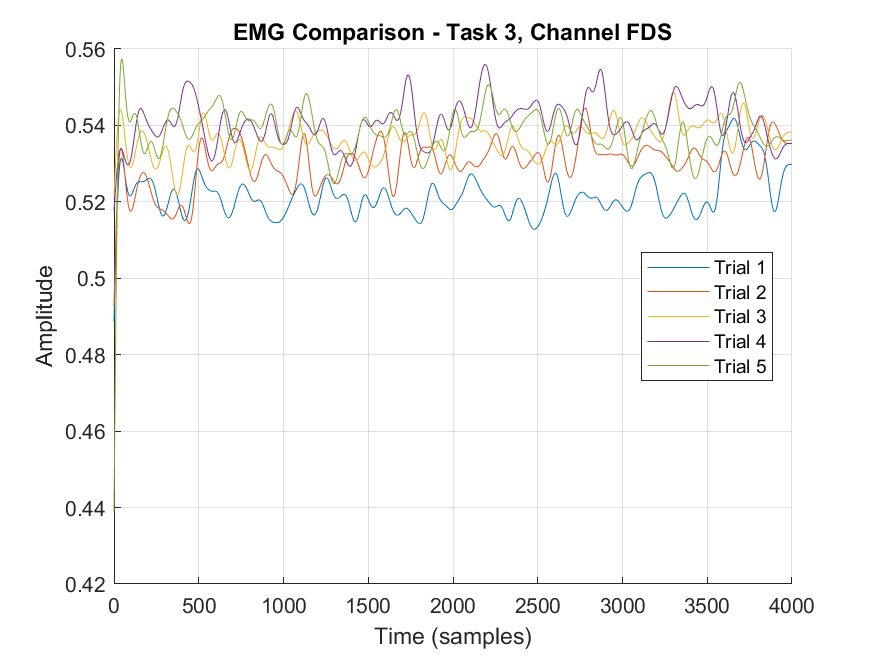 EMG Comparison - Task 3, Channel FDS
0.56
0.54
0.52
0.5
0.48
0.46
0.44
0.42
Amplitude
Trial 1
Trial 2
Trial 3
Trial 4
Trial 5
0 500 1000 1500 2000 2500 3000 3500 4000
Time (samples)